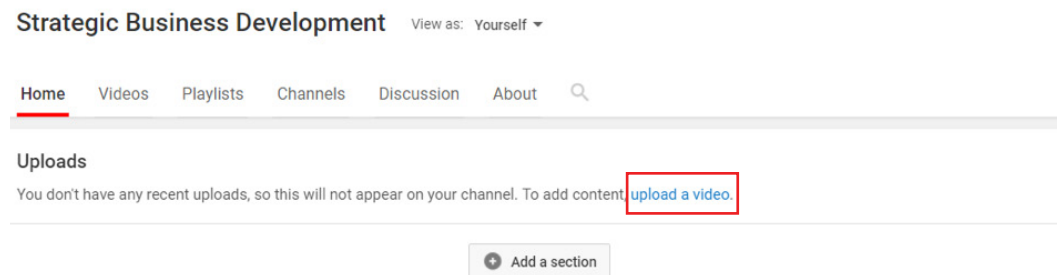 Strategic Business Development View as: Yourself
Home Videos Playlists Channels Discussion About
Uploads
You don't have any recent uploads, so this will not appear on your channel. To add content, upload a video.
Add a section